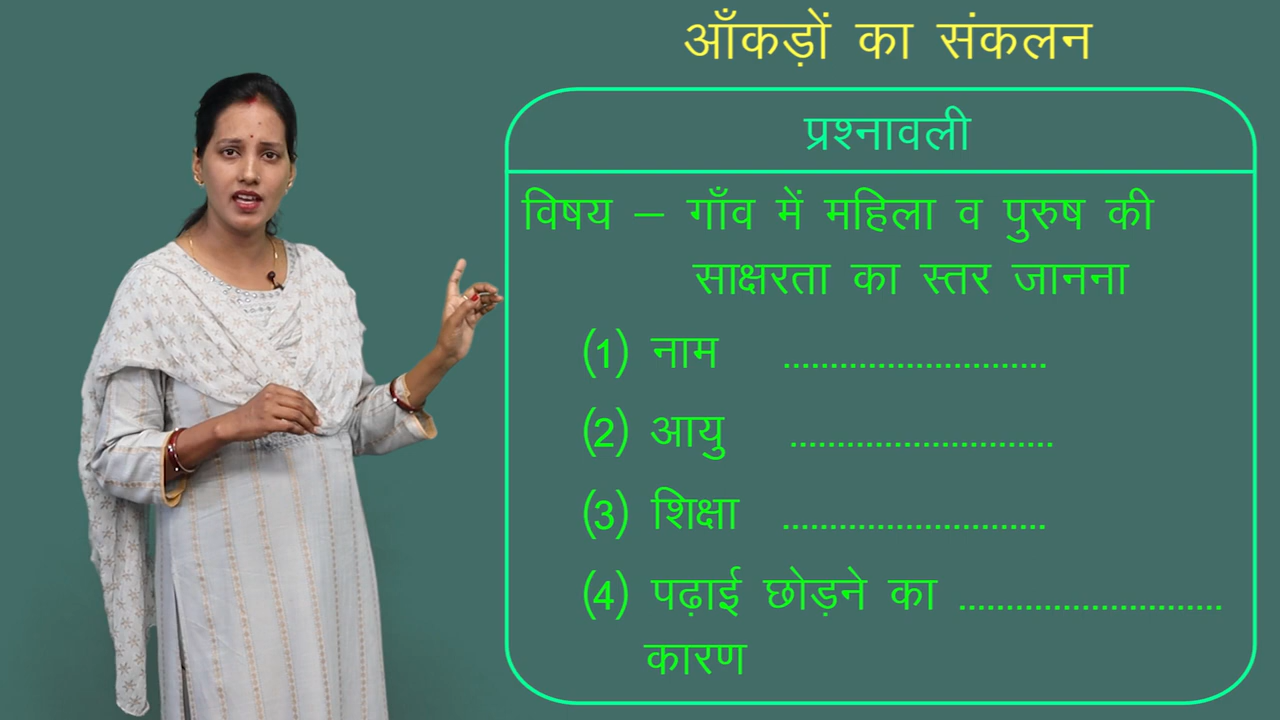 आँकड़ों का संकलन
प्रश्नावली
विषय – गाँव में महिला व पुरुष की
साक्षरता का स्तर जानना
(1) नाम ............................
(2) आयु ............................
(3) शिक्षा ............................
(4) पढ़ाई छोड़ने का ............................
कारण